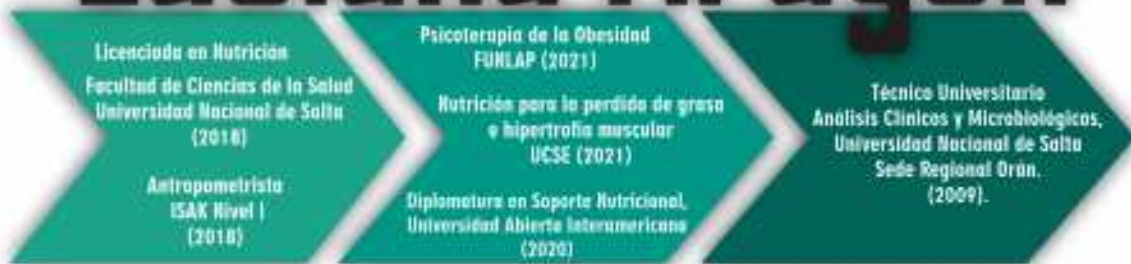 Aragón
Licenciada en Nutrición
Facultad de Ciencias de la Salud
Universidad Nacional de Salta
(2018)
Antropometrista
ISAK Nivel I
(2018)
Psicoterapia de la Obesidad
FUNLAP (2021)
Nutrición para la perdida de grasa
e hipertrofia muscular
UCSE (2021)
Diplomatura en Soporte Nutricional,
Universidad Abierta Interamericana
(2020)
Técnico Universitario
Análisis Clínicos y Microbiológicos,
Universidad Nacional de Salta
Sede Regional Orán.
(2009).